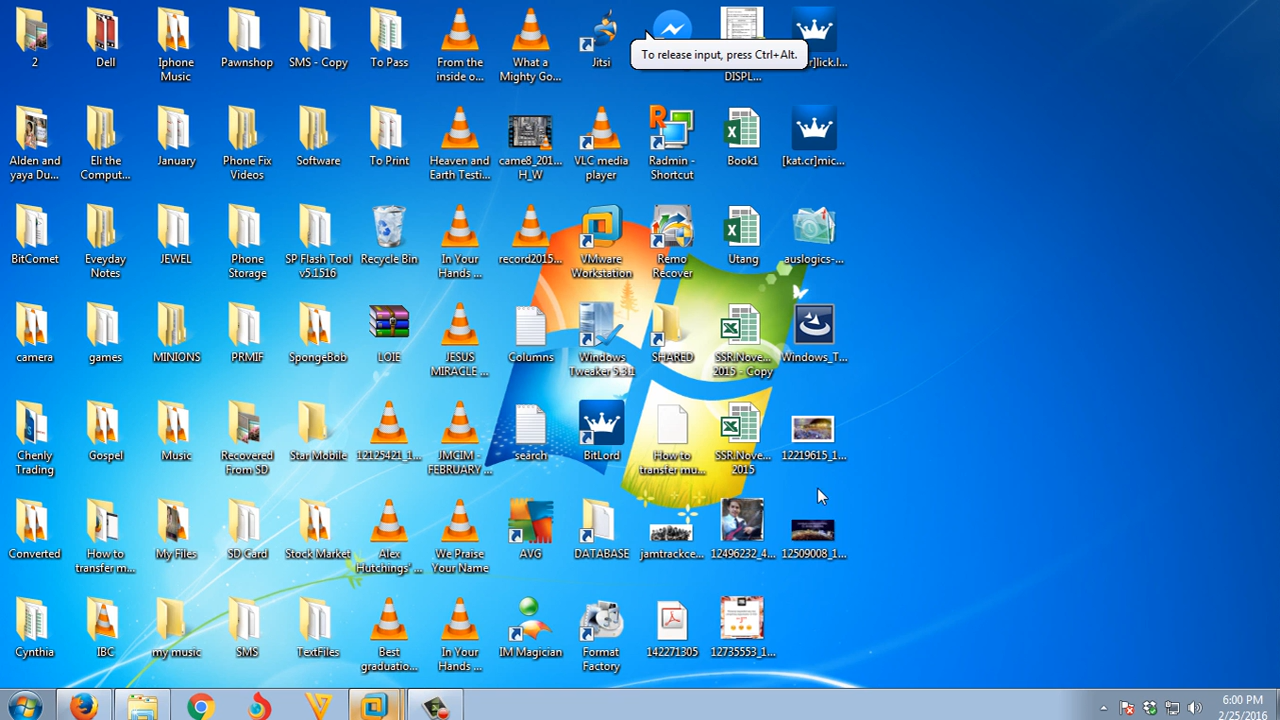 2
Dell
Iphone
Music
Pawnshop
SMS - Copy
To Pass
From the
inside o...
What a
Mighty Go...
Jitsi
To release input, press Ctrl+Alt.
DISPL...
r]lick.l...
Alden and
yaya Du...
Eli the
Comput...
January
Phone Fix
Videos
Software
To Print
Heaven and
Earth Testi...
came8_201...
H_W
VLC media
player
Radmin -
Shortcut
Book1
[kat.cr]mic...
BitComet
Eveyday
Notes
JEWEL
Phone
Storage
SP Flash Tool
v5.1516
Recycle Bin
In Your
Hands ...
record2015...
VMware
Workstation
Remo
Recover
Utang
auslogics-...
camera
games
MINIONS
PRMIF
SpongeBob
LOIE
JESUS
MIRACLE ...
Columns
Windows
Tweaker 5.3.1
SHARED
SSR.Nove...
2015 - Copy
Windows_T...
Chenly
Trading
Gospel
Music
Recovered
From SD
Star Mobile
12125421_1...
JMCIM -
FEBRUARY ...
search
BitLord
How to
transfer mu...
SSR.Nove...
2015
12219615_1...
Converted
How to
transfer m...
My Files
SD Card
Stock Market
Alex
Hutchings' ...
We Praise
Your Name
AVG
DATABASE
jamtrackce...
12496232_4...
12509008_1...
Cynthia
IBC
my music
SMS
TextFiles
Best
graduatio...
In Your
Hands ...
IM Magician
Format
Factory
142271305
12735553_1...
6:00 PM
2/25/2016